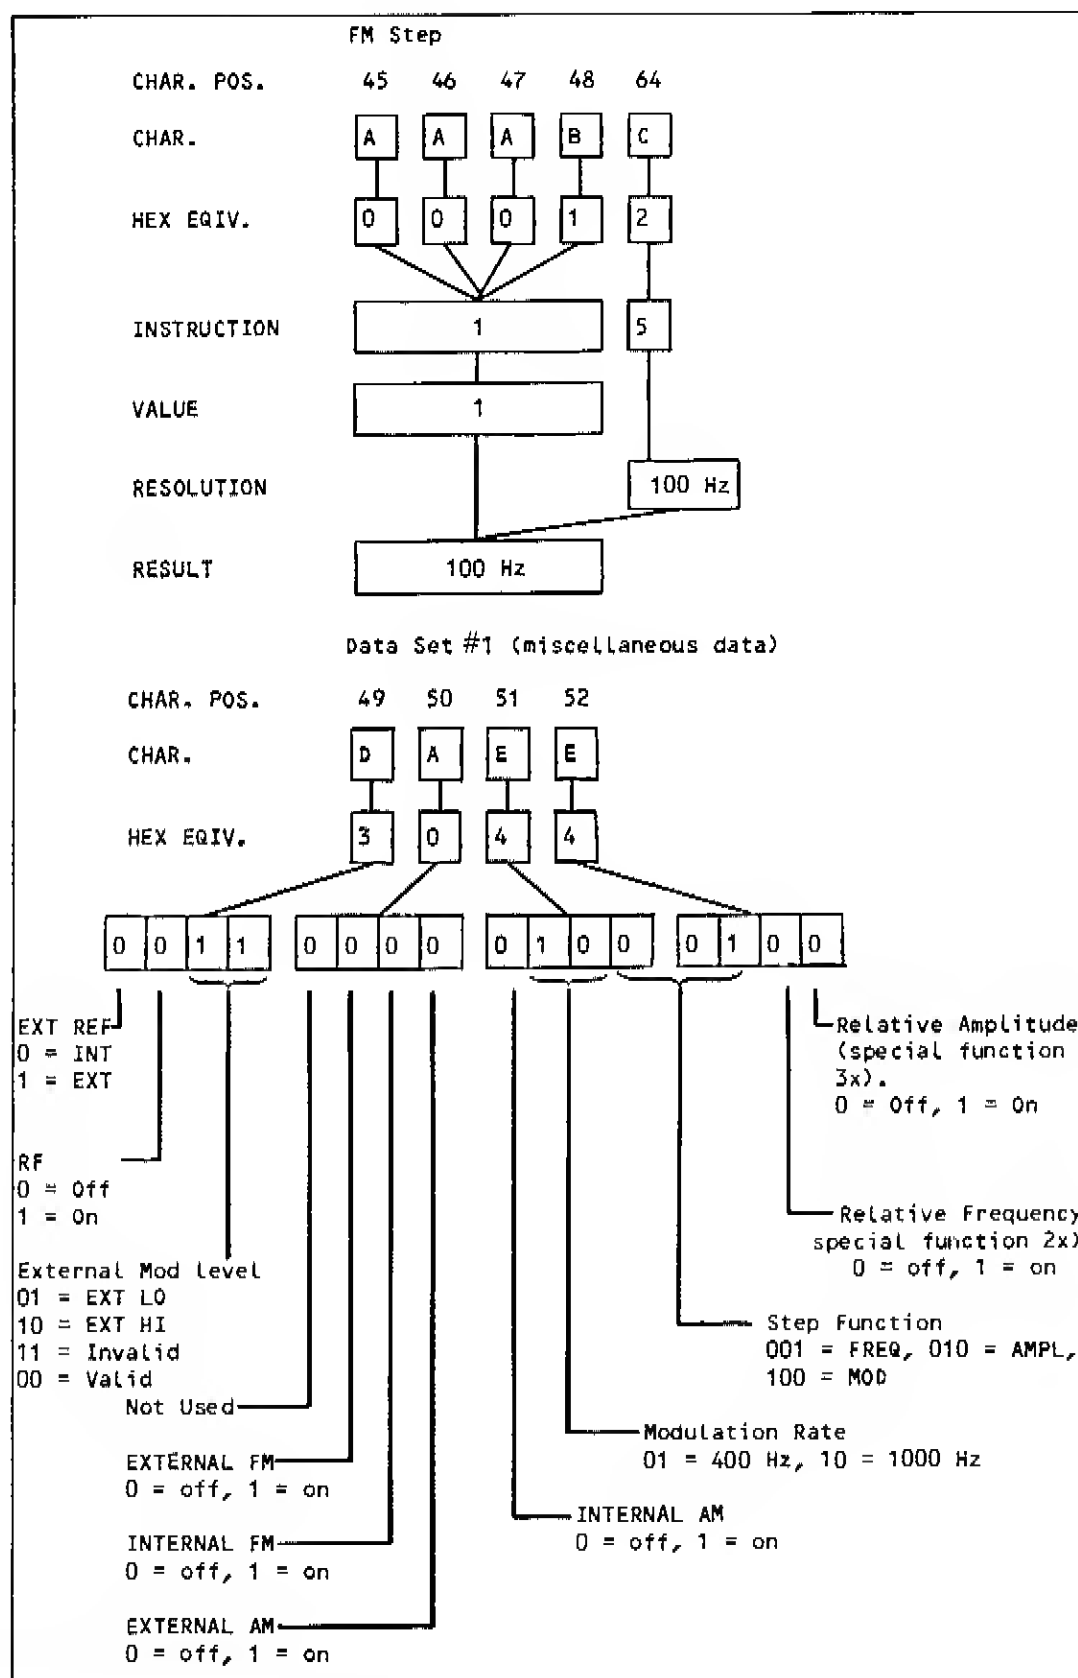 FM Step
CHAR. POS. 45 46 47 48 64
CHAR. A A A B C
HEX EQIV. 0 0 0 1 2
INSTRUCTION 1 5
VALUE 1
RESOLUTION 100 Hz
RESULT 100 Hz
Data Set #1 (miscellaneous data)
CHAR. POS. 49 50 51 52
CHAR. D A E E
HEX EQIV. 3 0 4 4
0 0 1 1 0 0 0 0 0 1 0 0 0 1 0 0
EXT REF
0 = INT
1 = EXT
Relative Amplitude
(special function
3x).
0 = Off, 1 = On
RF
0 = Off
1 = On
Relative Frequency
special function 2x)
0 = off, 1 = on
External Mod Level
01 = EXT LO
10 = EXT HI
11 = Invalid
00 = Valid
Step Function
001 = FREQ, 010 = AMPL,
100 = MOD
Not Used
Modulation Rate
01 = 400 Hz, 10 = 1000 Hz
EXTERNAL FM
0 = off, 1 = on
INTERNAL AM
0 = off, 1 = on
INTERNAL FM
0 = off, 1 = on
EXTERNAL AM
0 = off, 1 = on